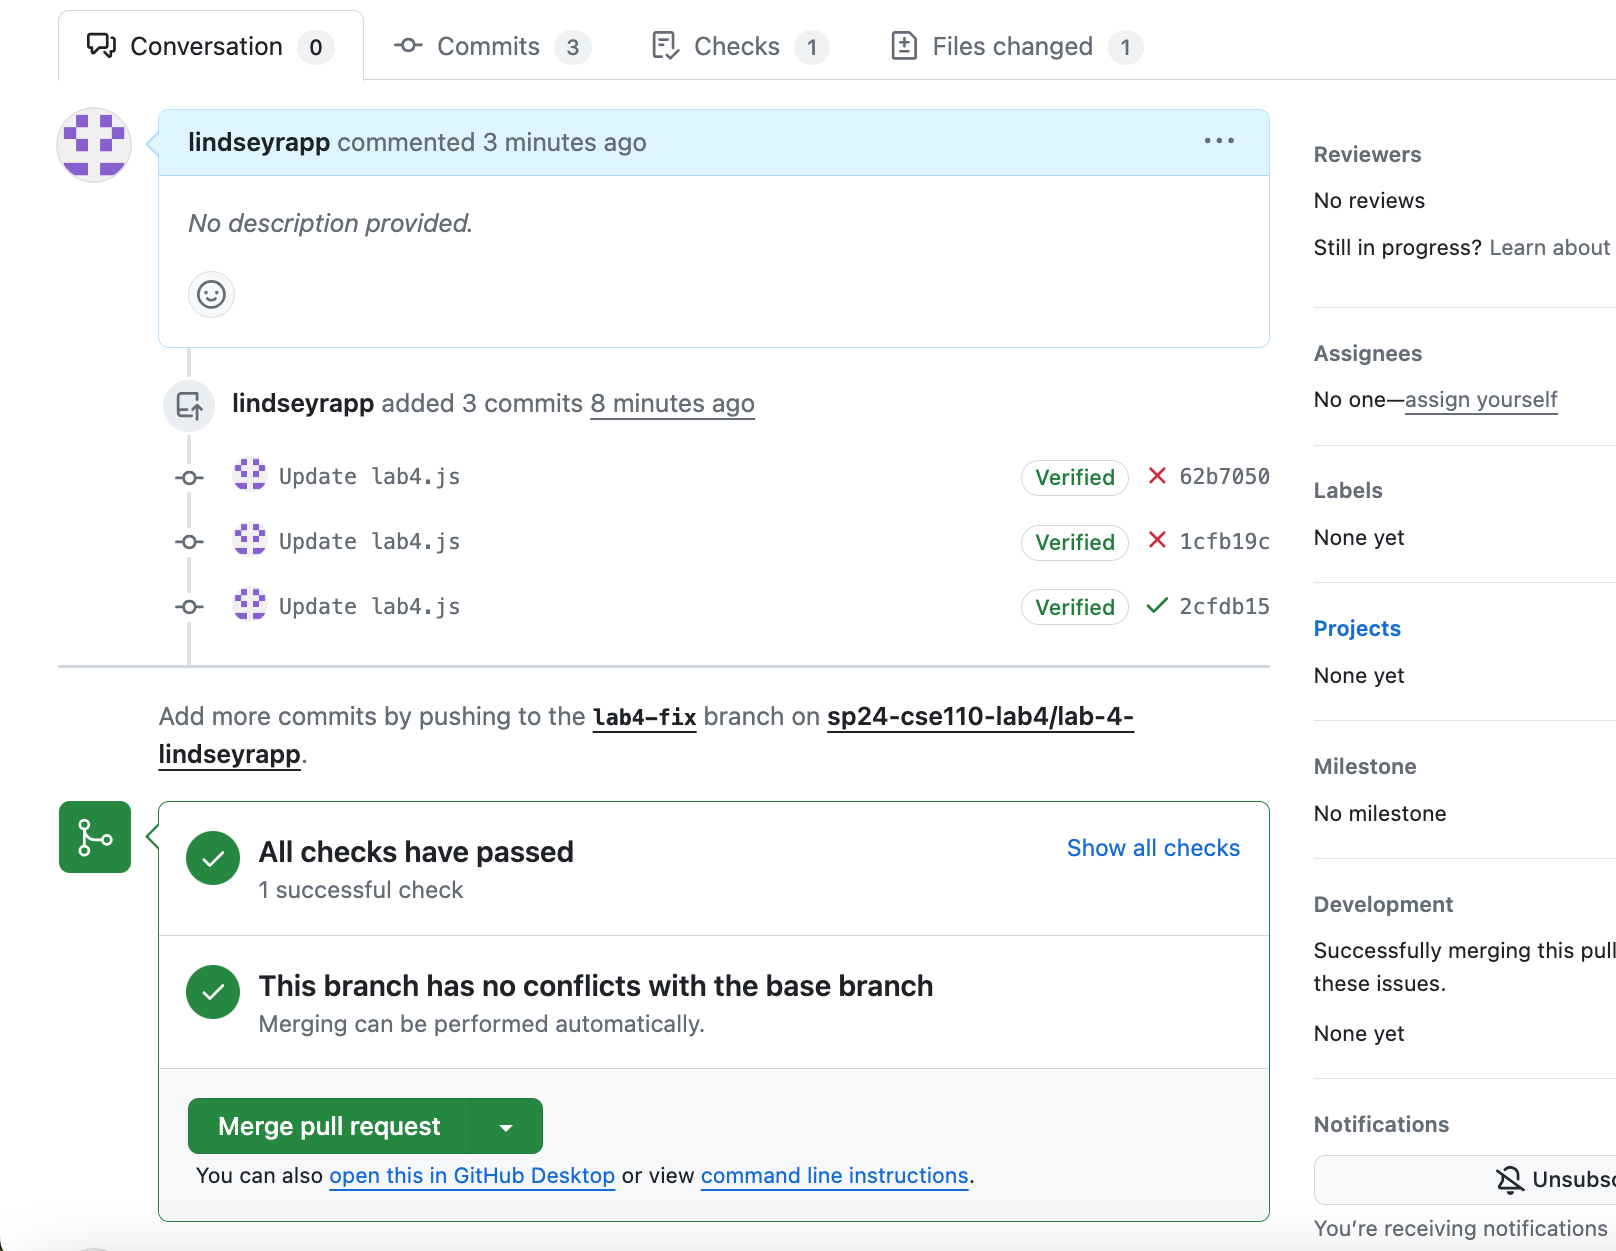 Conversation 0 Commits 3 Checks 1 Files changed 1
lindseyrapp commented 3 minutes ago
No description provided.
lindseyrapp added 3 commits 8 minutes ago
Update lab4.js Verified 62b7050
Update lab4.js Verified 1cfb19c
Update lab4.js Verified 2cfdb15
Add more commits by pushing to the lab4-fix branch on sp24-cse110-lab4/lab-4-
lindseyrapp.
All checks have passed
Show all checks
1 successful check
This branch has no conflicts with the base branch
Merging can be performed automatically.
Merge pull request
You can also open this in GitHub Desktop or view command line instructions.
Reviewers
No reviews
Still in progress? Learn about
Assignees
No one—assign yourself
Labels
None yet
Projects
None yet
Milestone
No milestone
Development
Successfully merging this pull
these issues.
None yet
Notifications
Unsubsc
You're receiving notifications